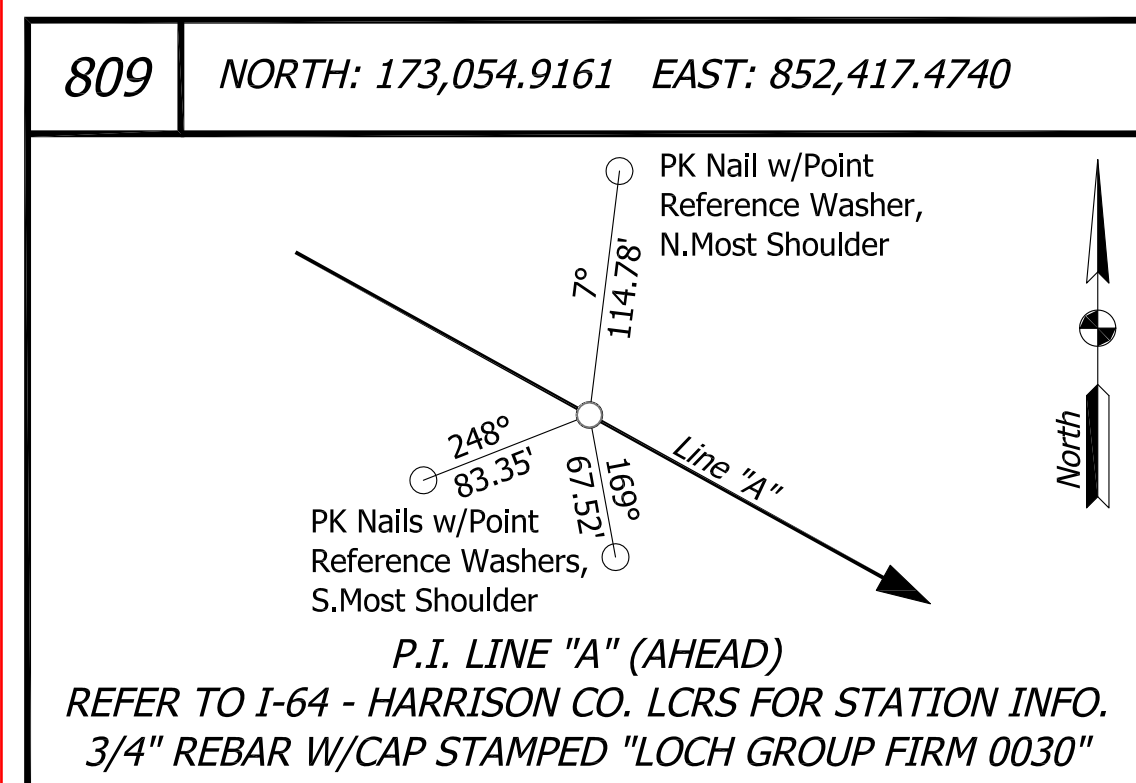 809
NORTH: 173,054.9161 EAST: 852,417.4740
PK Nail w/Point
Reference Washer,
N.Most Shoulder
7°
114.78'
North
Line "A"
248°
83.35'
169°
67.52'
PK Nails w/Point
Reference Washers,
S.Most Shoulder
P.I. LINE "A" (AHEAD)
REFER TO I-64 - HARRISON CO. LCRS FOR STATION INFO.
3/4" REBAR W/CAP STAMPED "LOCH GROUP FIRM 0030"